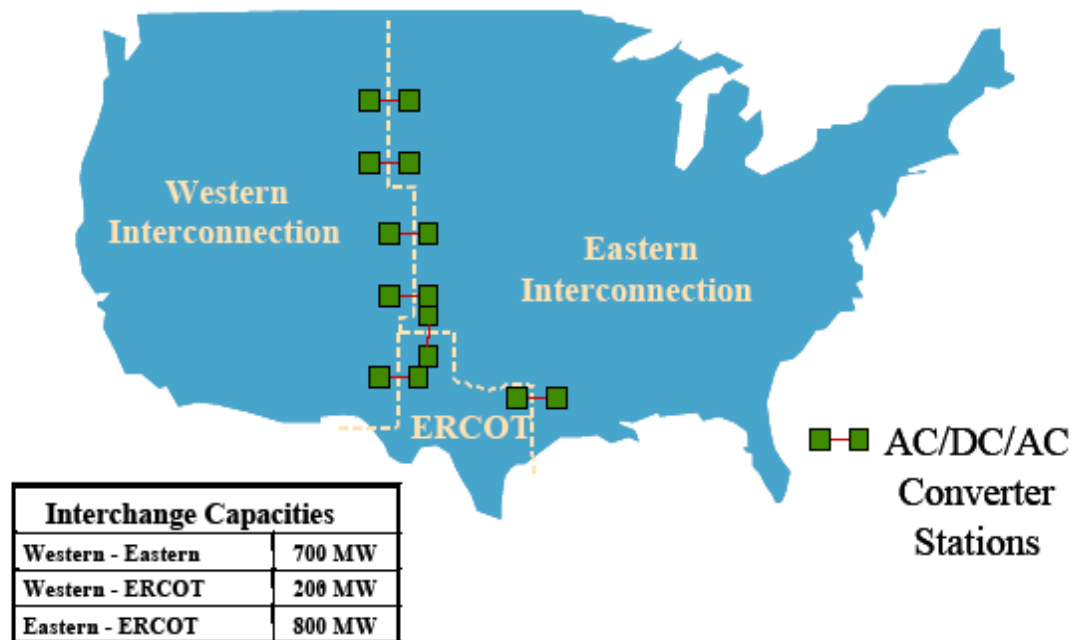 Western
Interconnection
Eastern
Interconnection
ERCOT
AC/DC/AC
Converter
Stations
Interchange Capacities
Western - Eastern 700 MW
Western - ERCOT 200 MW
Eastern - ERCOT 800 MW